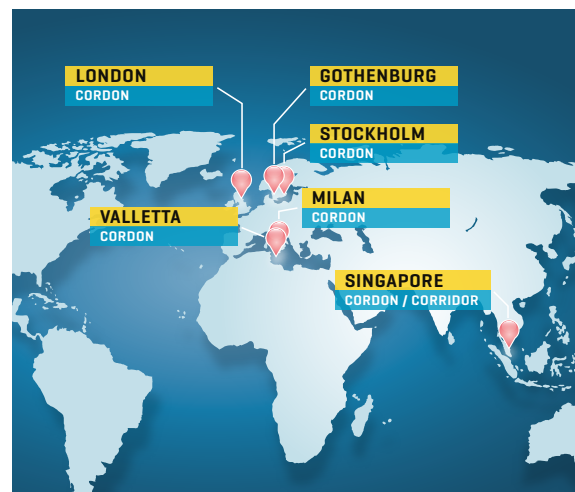 LONDON
CORDON
GOTHENBURG
CORDON
STOCKHOLM
CORDON
MILAN
CORDON
VALLETTA
CORDON
SINGAPORE
CORDON / CORRIDOR